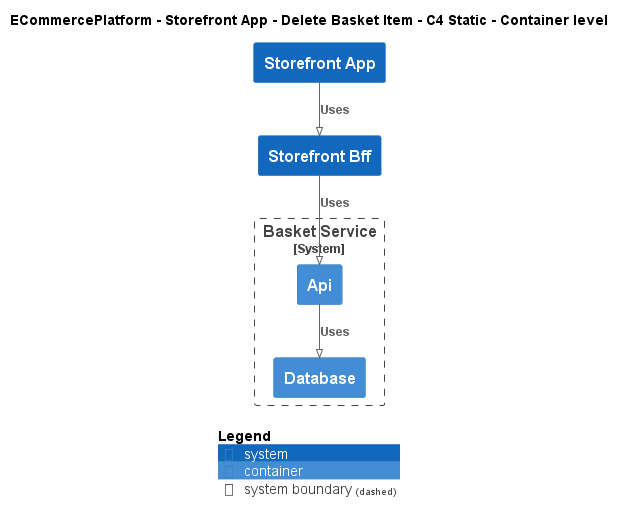 ECommercePlatform - Storefront App - Delete Basket Item - C4 Static - Container level
Storefront App
Uses
Storefront Bff
Uses
Basket Service
[System]
Api
Uses
Database
Legend
system
container
system boundary (dashed)